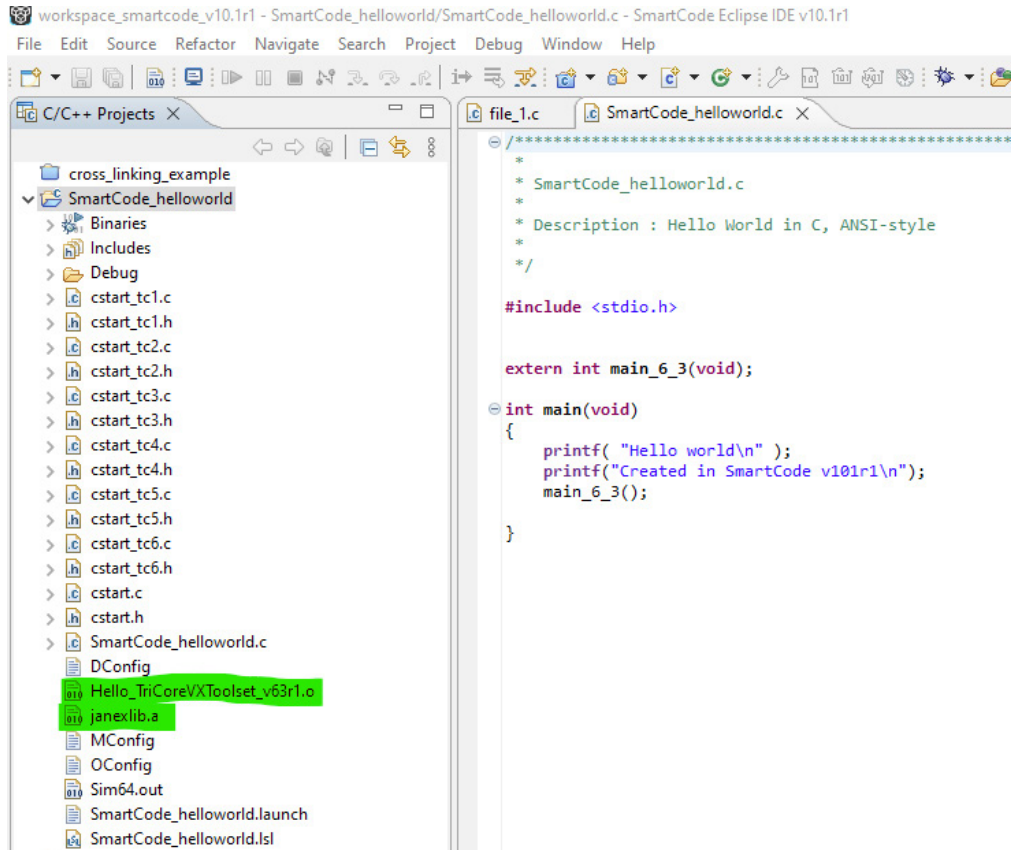 workspace_smartcode_v10.1r1 - SmartCode_helloworld/SmartCode_helloworld.c - SmartCode Eclipse IDE v10.1r1
File Edit Source Refactor Navigate Search Project Debug Window Help
C/C++ Projects
cross_linking_example
SmartCode_helloworld
Binaries
Includes
Debug
cstart_tc1.c
cstart_tc1.h
cstart_tc2.c
cstart_tc2.h
cstart_tc3.c
cstart_tc3.h
cstart_tc4.c
cstart_tc4.h
cstart_tc5.c
cstart_tc5.h
cstart_tc6.c
cstart_tc6.h
cstart.c
cstart.h
SmartCode_helloworld.c
DConfig
Hello_TriCoreVXToolset_v63r1.o
janexlib.a
MConfig
OConfig
Sim64.out
SmartCode_helloworld.launch
SmartCode_helloworld.lsl
file_1.c SmartCode_helloworld.c
/****************************************************
*
* SmartCode_helloworld.c
*
* Description : Hello World in C, ANSI-style
*
*/
#include <stdio.h>
extern int main_6_3(void);
int main(void)
{
printf( "Hello world\n" );
printf("Created in SmartCode v101r1\n");
main_6_3();
}